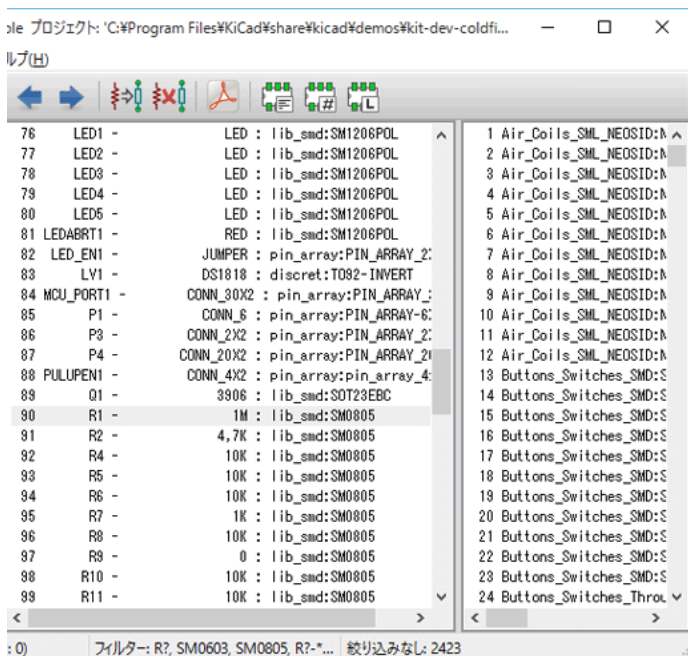 ple プロジェクト: 'C:¥Program Files¥KiCad¥share¥kicad¥demos¥kit-dev-coldfi...
ルプ(H)
76 LED1 - LED : lib_smd:SM1206POL
77 LED2 - LED : lib_smd:SM1206POL
78 LED3 - LED : lib_smd:SM1206POL
79 LED4 - LED : lib_smd:SM1206POL
80 LED5 - LED : lib_smd:SM1206POL
81 LEDABRT1 - RED : lib_smd:SM1206POL
82 LED_EN1 - JUMPER : pin_array:PIN_ARRAY_2
83 LV1 - DS1818 : discret:TO92-INVERT
84 MCU_PORT1 - CONN_30X2 : pin_array:PIN_ARRAY_
85 P1 - CONN_6 : pin_array:PIN_ARRAY-6
86 P3 - CONN_2X2 : pin_array:PIN_ARRAY_2
87 P4 - CONN_20X2 : pin_array:PIN_ARRAY_2
88 PULUPEN1 - CONN_4X2 : pin_array:pin_array_4
89 Q1 - 3906 : lib_smd:SOT23EBC
90 R1 - 1M : lib_smd:SM0805
91 R2 - 4,7K : lib_smd:SM0805
92 R4 - 10K : lib_smd:SM0805
93 R5 - 10K : lib_smd:SM0805
94 R6 - 10K : lib_smd:SM0805
95 R7 - 1K : lib_smd:SM0805
96 R8 - 10K : lib_smd:SM0805
97 R9 - 0 : lib_smd:SM0805
98 R10 - 10K : lib_smd:SM0805
99 R11 - 10K : lib_smd:SM0805
1 Air_Coils_SML_NEOSID:N
2 Air_Coils_SML_NEOSID:N
3 Air_Coils_SML_NEOSID:N
4 Air_Coils_SML_NEOSID:N
5 Air_Coils_SML_NEOSID:N
6 Air_Coils_SML_NEOSID:N
7 Air_Coils_SML_NEOSID:N
8 Air_Coils_SML_NEOSID:N
9 Air_Coils_SML_NEOSID:N
10 Air_Coils_SML_NEOSID:N
11 Air_Coils_SML_NEOSID:N
12 Air_Coils_SML_NEOSID:N
13 Buttons_Switches_SMD:S
14 Buttons_Switches_SMD:S
15 Buttons_Switches_SMD:S
16 Buttons_Switches_SMD:S
17 Buttons_Switches_SMD:S
18 Buttons_Switches_SMD:S
19 Buttons_Switches_SMD:S
20 Buttons_Switches_SMD:S
21 Buttons_Switches_SMD:S
22 Buttons_Switches_SMD:S
23 Buttons_Switches_SMD:S
24 Buttons_Switches_Throu
: 0) フィルター: R?, SM0603, SM0805, R?-*... 絞り込みなし: 2423